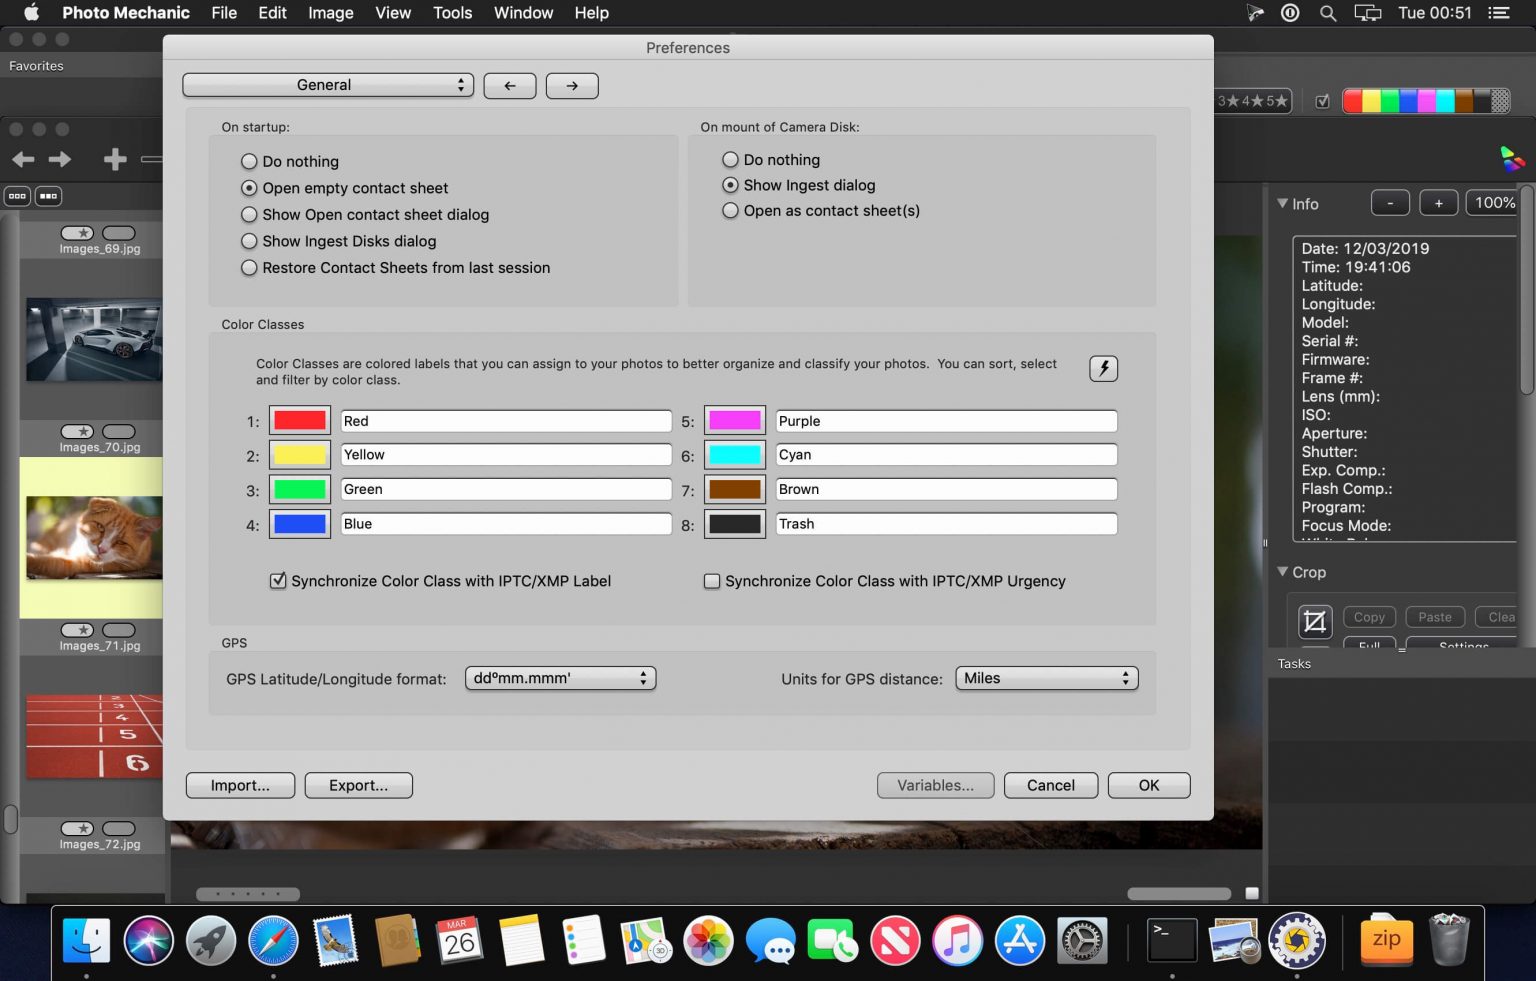 Photo Mechanic File Edit Image View Tools Window Help Tue 00:51
Favorites
Images_69.jpg
Images_70.jpg
Images_71.jpg
3
4
5
6
Images_72.jpg
Preferences
General
On startup:
Do nothing
Open empty contact sheet
Show Open contact sheet dialog
Show Ingest Disks dialog
Restore Contact Sheets from last session
On mount of Camera Disk:
Do nothing
Show Ingest dialog
Open as contact sheet(s)
Color Classes
Color Classes are colored labels that you can assign to your photos to better organize and classify your photos. You can sort, select
and filter by color class.
1: Red 5: Purple
2: Yellow 6: Cyan
3: Green 7: Brown
4: Blue 8: Trash
Synchronize Color Class with IPTC/XMP Label
Synchronize Color Class with IPTC/XMP Urgency
GPS
GPS Latitude/Longitude format: ddºmm.mmm'
Units for GPS distance: Miles
Import... Export... Variables... Cancel OK
3★4★5★
Info - + 100%
Date: 12/03/2019
Time: 19:41:06
Latitude:
Longitude:
Model:
Serial #:
Firmware:
Frame #:
Lens (mm):
ISO:
Aperture:
Shutter:
Exp. Comp.:
Flash Comp.:
Program:
Focus Mode:
Crop
Copy Paste Clea
Full Settings
Tasks
MAR
26
3D
>_
zip